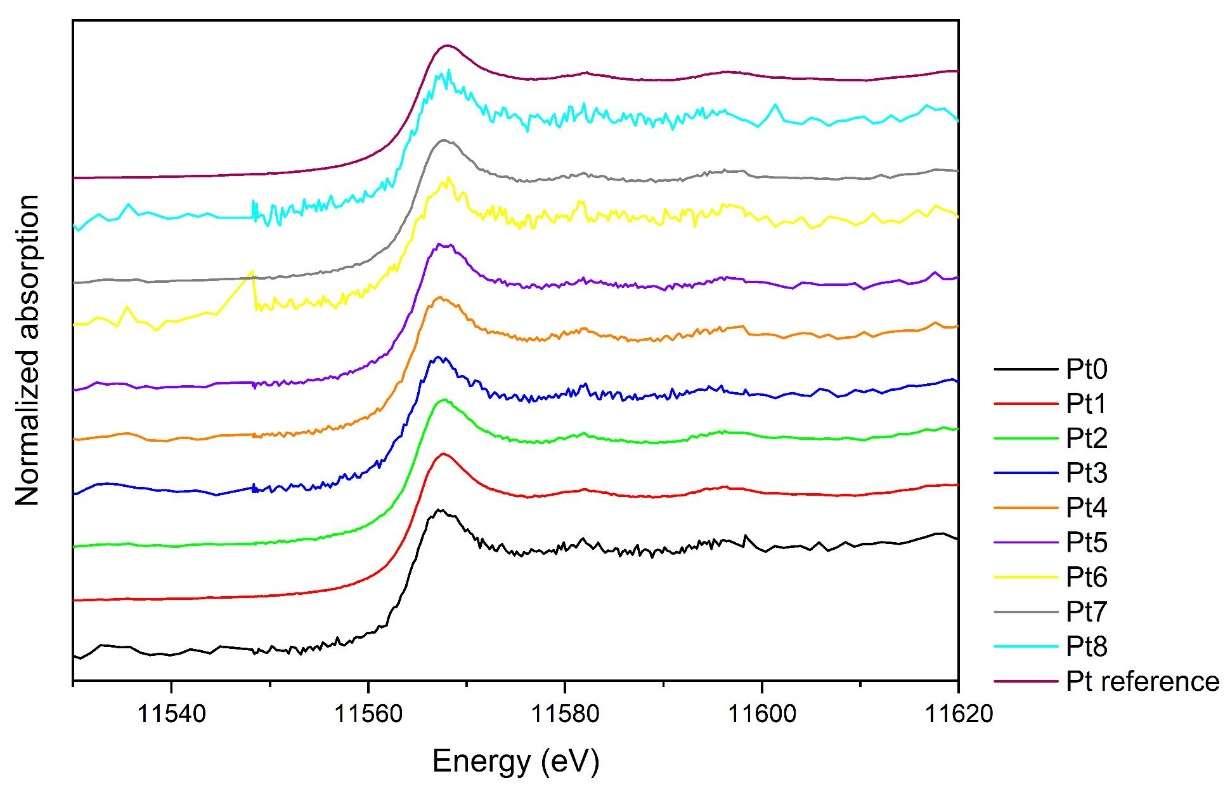 Normalized absorption
Pt0
Pt1
Pt2
Pt3
Pt4
Pt5
Pt6
Pt7
Pt8
Pt reference
11540 11560 11580 11600 11620
Energy (eV)